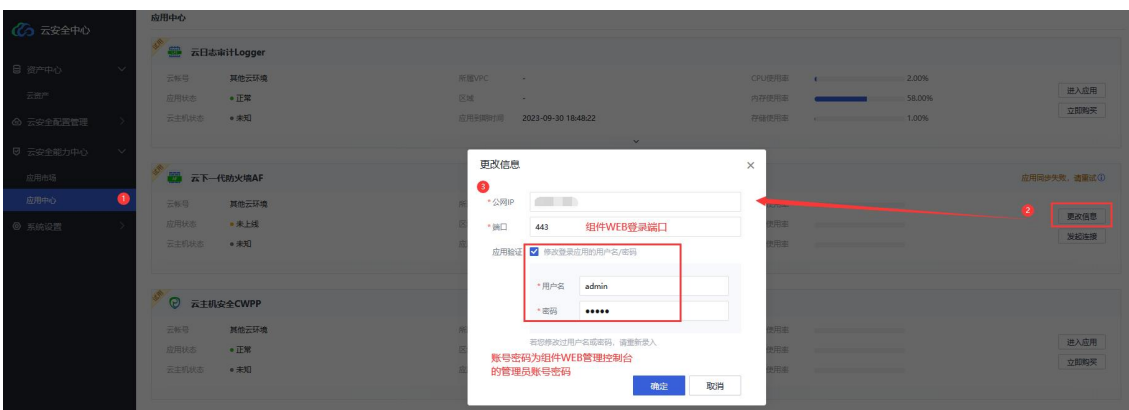 云安全中心
资产中心
云资产
云安全配置管理
云安全能力中心
应用市场
应用中心
1
系统设置
应用中心
云日志审计Logger
云帐号 其他云环境 所属VPC - CPU使用率 2.00%
应用状态 正常 区域 - 内存使用率 58.00%
云主机状态 未知 应用到期时间 2023-09-30 18:48:22 存储使用率 1.00%
进入应用
立即购买
云下一代防火墙AF
应用同步失败，请重试
云帐号 其他云环境
应用状态 未上线
云主机状态 未知
2
更改信息
发起连接
云主机安全CWPP
云帐号 其他云环境
应用状态 正常
云主机状态 未知
进入应用
立即购买
更改信息
3
*公网IP
*端口 443 组件WEB登录端口
应用验证 修改登录应用的用户名/密码
*用户名 admin
*密码 •••••
若您修改过用户名或密码，请重新录入
账号密码为组件WEB管理控制台
的管理员账号密码
确定 取消